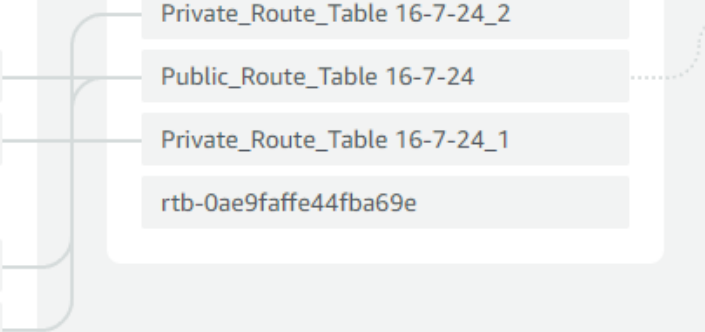 Private_Route_Table 16-7-24_2
Public_Route_Table 16-7-24
Private_Route_Table 16-7-24_1
rtb-0ae9faffe44fba69e